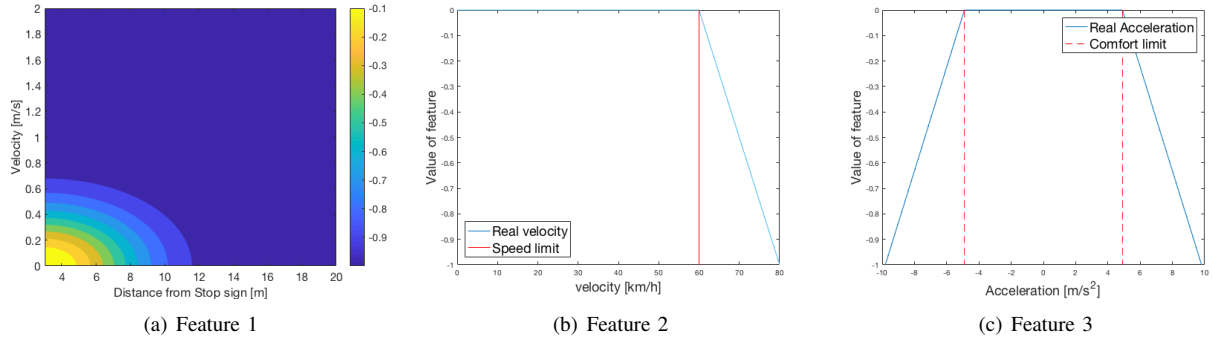 2
1.8
1.6
1.4
1.2
1
0.8
0.6
0.4
0.2
0
Velocity [m/s]
4 6 8 10 12 14 16 18 20
Distance from Stop sign [m]
-0.1
-0.2
-0.3
-0.4
-0.5
-0.6
-0.7
-0.8
-0.9
(a) Feature 1
0
-0.1
-0.2
-0.3
-0.4
-0.5
-0.6
-0.7
-0.8
-0.9
-1
Value of feature
Real velocity
Speed limit
0 10 20 30 40 50 60 70 80
velocity [km/h]
(b) Feature 2
0
-0.1
-0.2
-0.3
-0.4
-0.5
-0.6
-0.7
-0.8
-0.9
-1
Value of feature
Real Acceleration
Comfort limit
-10 -8 -6 -4 -2 0 2 4 6 8 10
Acceleration [m/s²]
(c) Feature 3